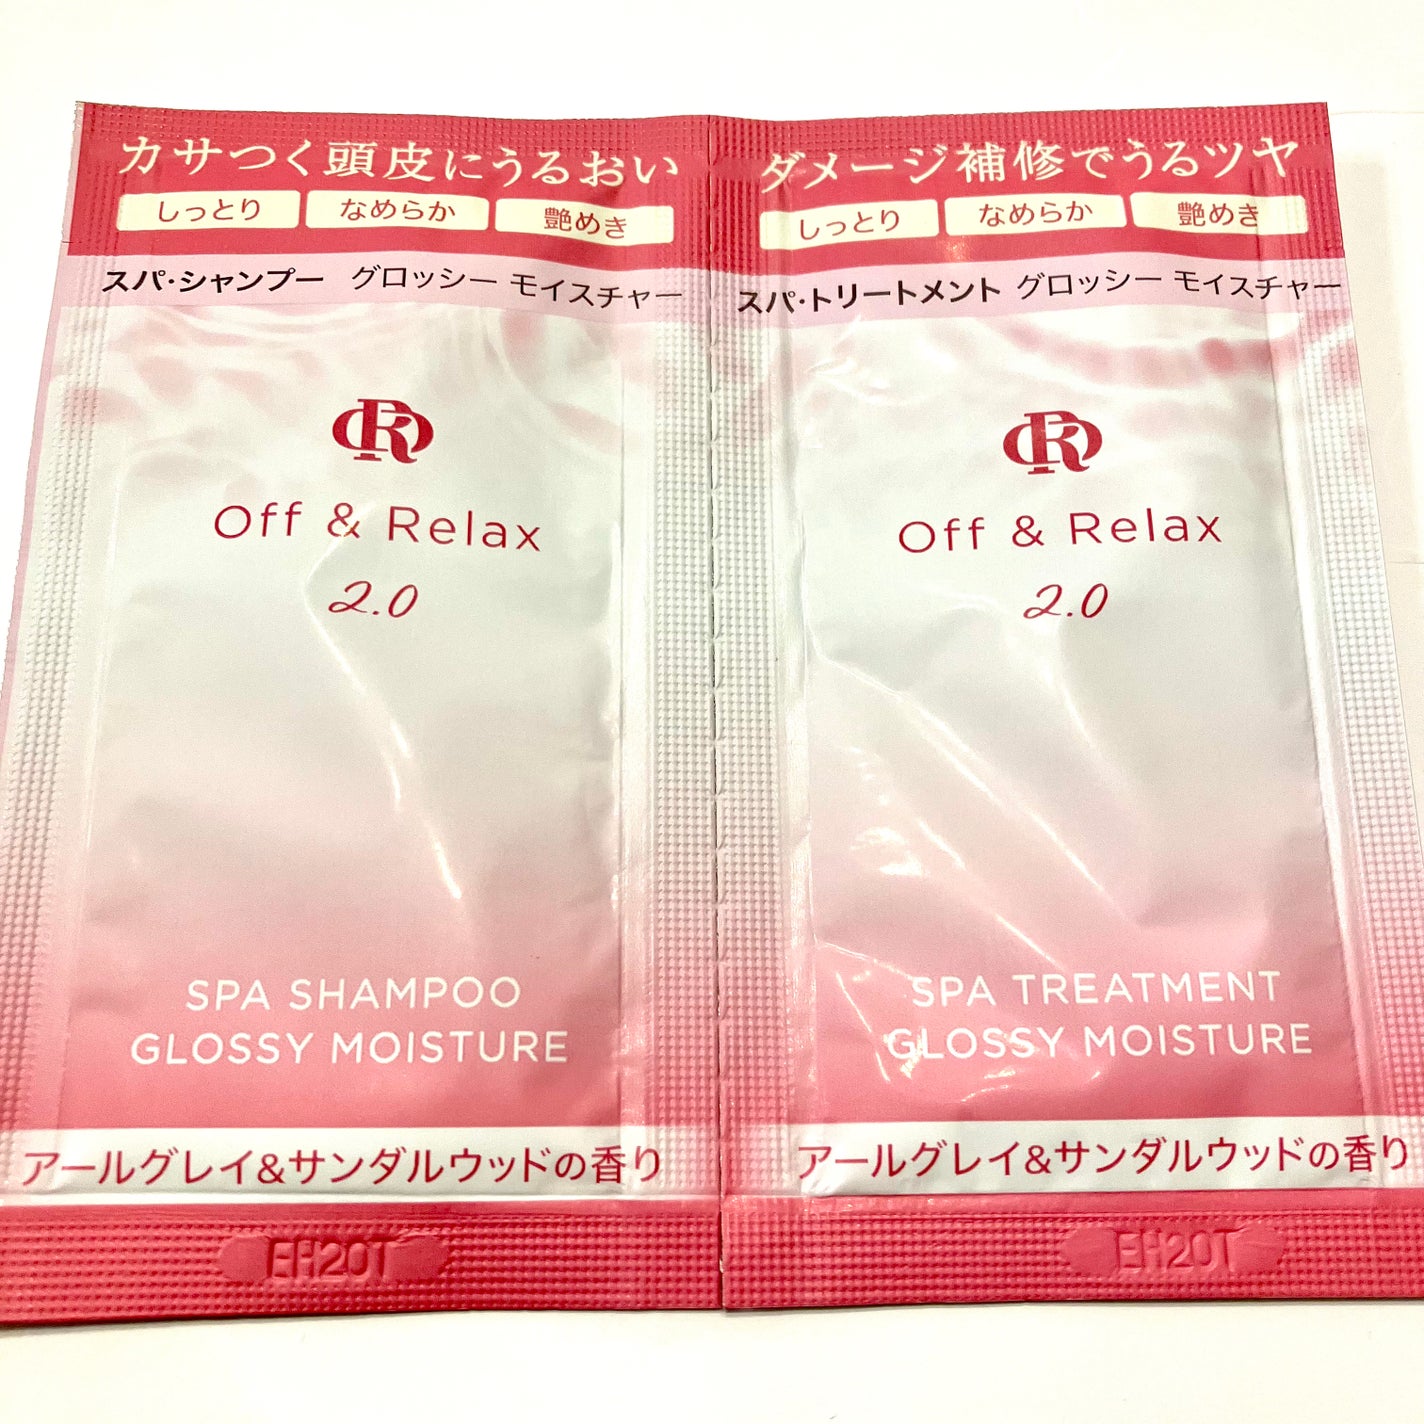 カサつく頭皮にうるおい
しっとり なめらか 艶めき
スパ・シャンプー グロッシー モイスチャー
OR
Off & Relax
2.0
SPA SHAMPOO
GLOSSY MOISTURE
アールグレイ&サンダルウッドの香り
EH20T
ダメージ補修でうるツヤ
しっとり なめらか 艶めき
スパ・トリートメント グロッシー モイスチャー
OR
Off & Relax
2.0
SPA TREATMENT
GLOSSY MOISTURE
アールグレイ&サンダルウッドの香り
EH20T